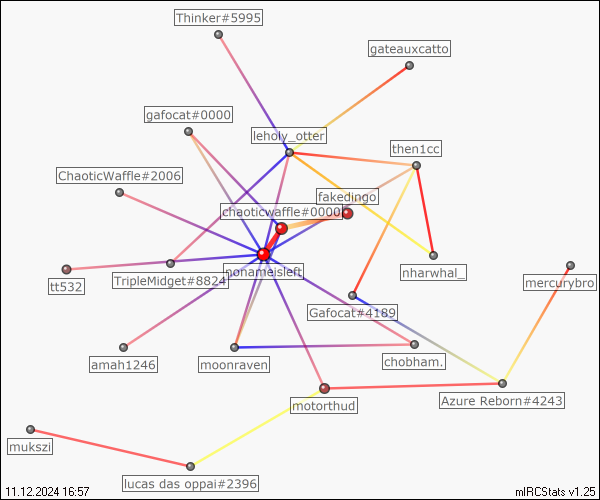 Thinker#5995
gateauxcatto
gafocat#0000
leholy_otter
then1cc
ChaoticWaffle#2006
fakedingo
chaoticwaffle#0000
nonameisleft
TripleMidget#8824
tt532
nharwhal_
mercurybro
Gafocat#4189
amah1246
moonraven
chobham.
motorthud
Azure Reborn#4243
mukszi
lucas das oppai#2396
11.12.2024 16:57
mIRCStats v1.25